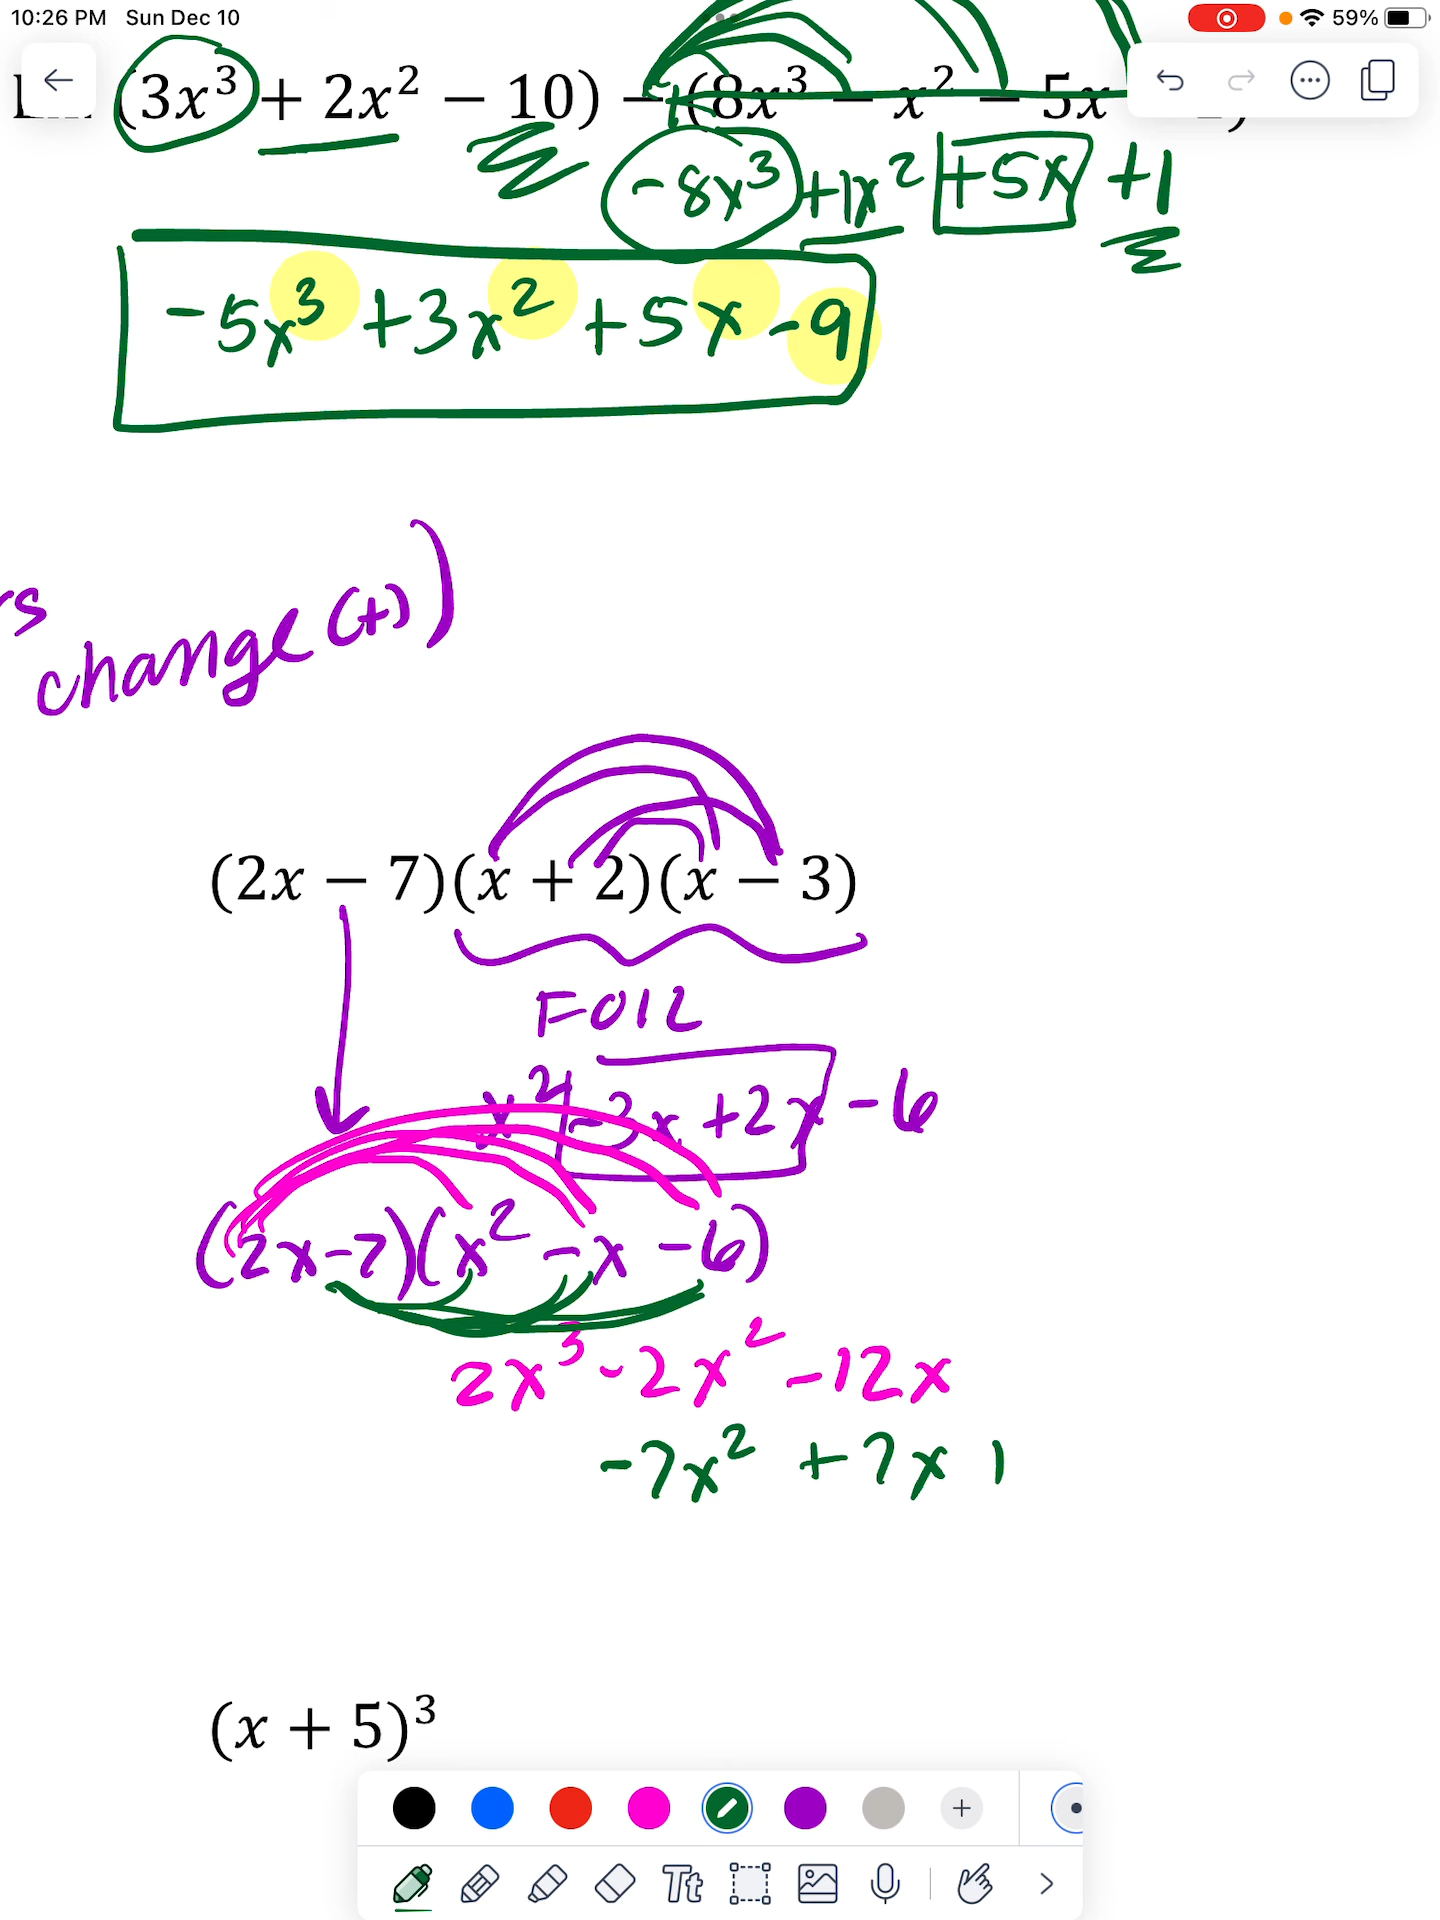 10:26 PM Sun Dec 10 59%
(3x³ + 2x² − 10) − (8x³ − x² − 5x
-8x³ +1x² +5x +1
-5x³ +3x² +5x -9
change (+))
(2x − 7)(x + 2)(x − 3)
FOIL
x² -3x +2x -6
(2x-7)(x² -x -6)
2x³ -2x² -12x
-7x² +7x
(x + 5)³
Tt